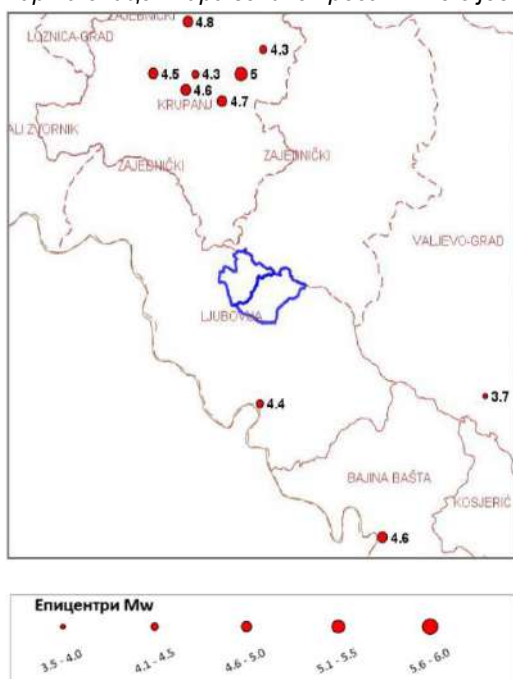 ZAJEDNIČKI
4.8
LOZNICA-GRAD
4.3
4.5
4.3
5
4.6
KRUPANJ
4.7
ALI ZVORNIK
ZAJEDNIČKI
ZAJEDNIČKI
VALJEVO-GRAD
LJUBOVIJA
3.7
4.4
BAJINA BAŠTA
KOSJERIĆ
4.6
Епицентри Mw
3.5 - 4.0
4.1 - 4.5
4.6 - 5.0
5.1 - 5.5
5.6 - 6.0